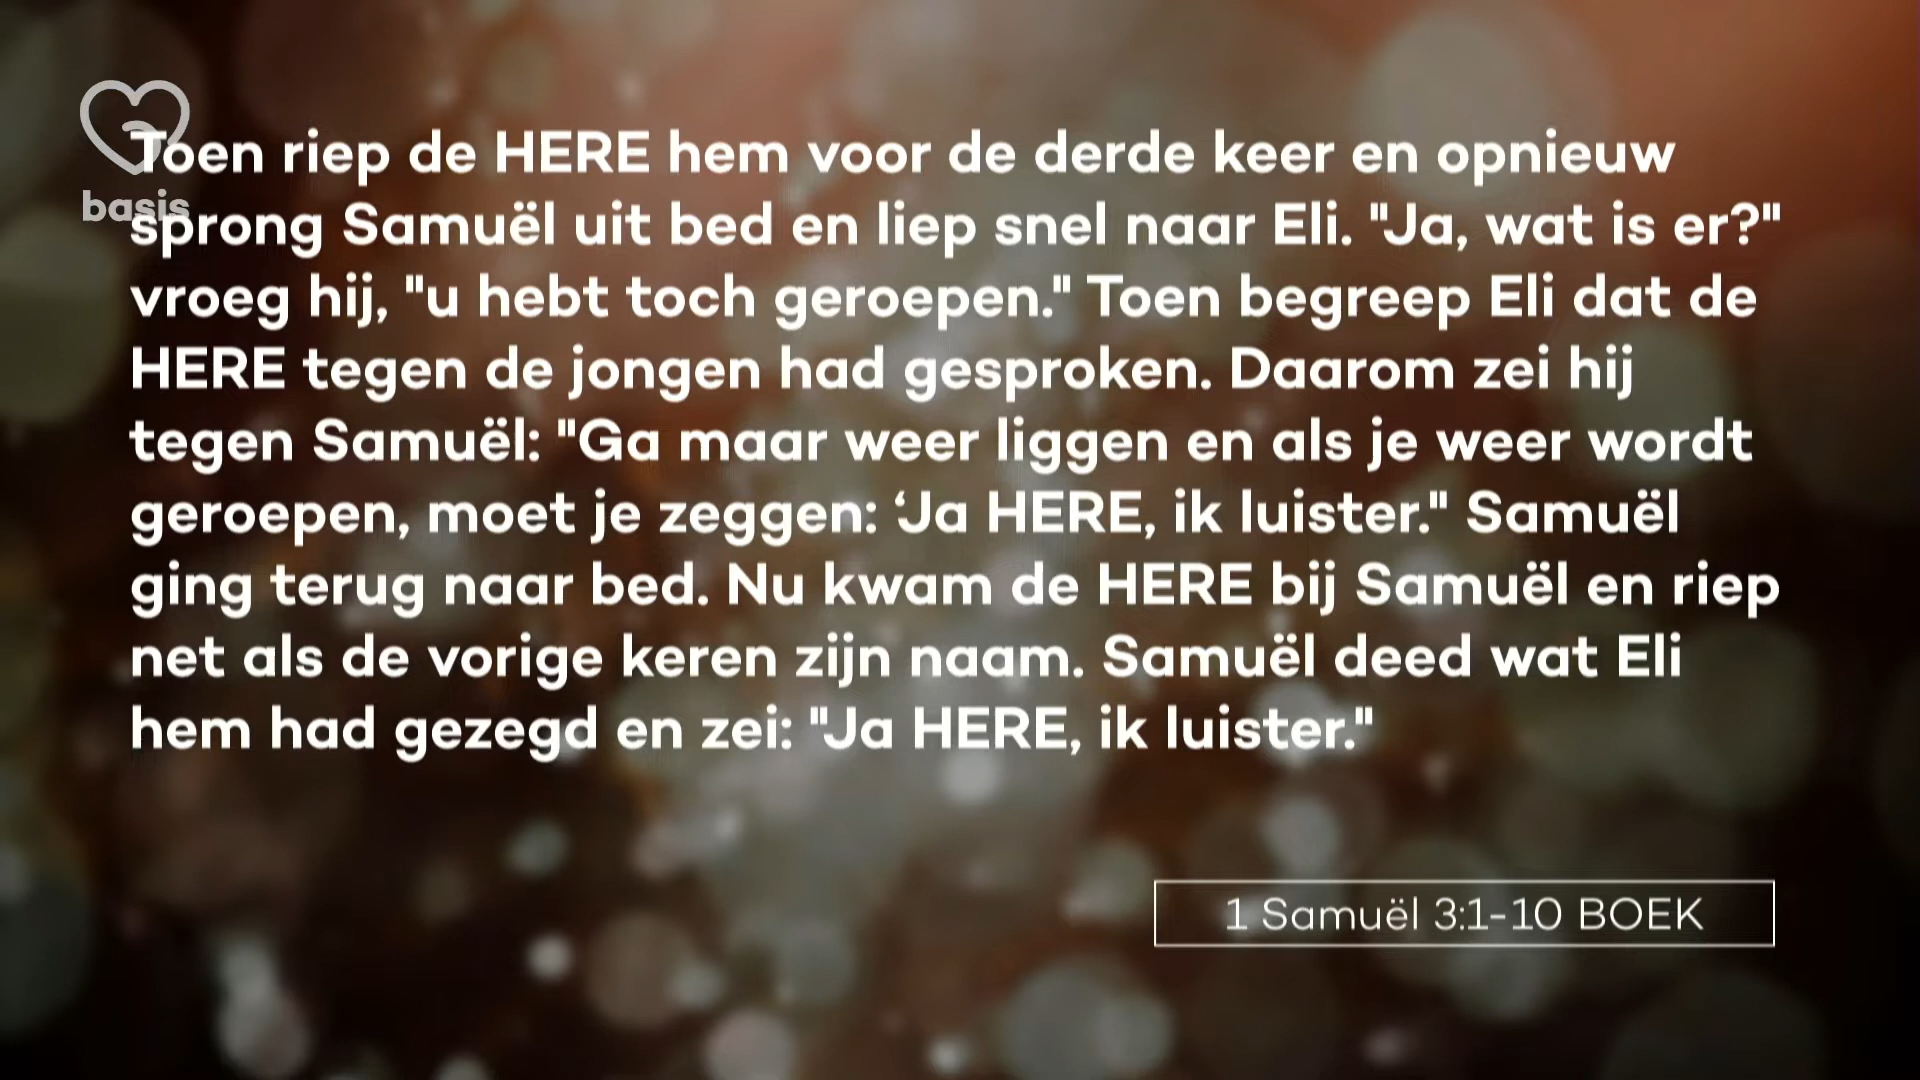 basis
Toen riep de HERE hem voor de derde keer en opnieuw
sprong Samuël uit bed en liep snel naar Eli. "Ja, wat is er?"
vroeg hij, "u hebt toch geroepen." Toen begreep Eli dat de
HERE tegen de jongen had gesproken. Daarom zei hij
tegen Samuël: "Ga maar weer liggen en als je weer wordt
geroepen, moet je zeggen: ‘Ja HERE, ik luister." Samuël
ging terug naar bed. Nu kwam de HERE bij Samuël en riep
net als de vorige keren zijn naam. Samuël deed wat Eli
hem had gezegd en zei: "Ja HERE, ik luister."
1 Samuël 3:1-10 BOEK